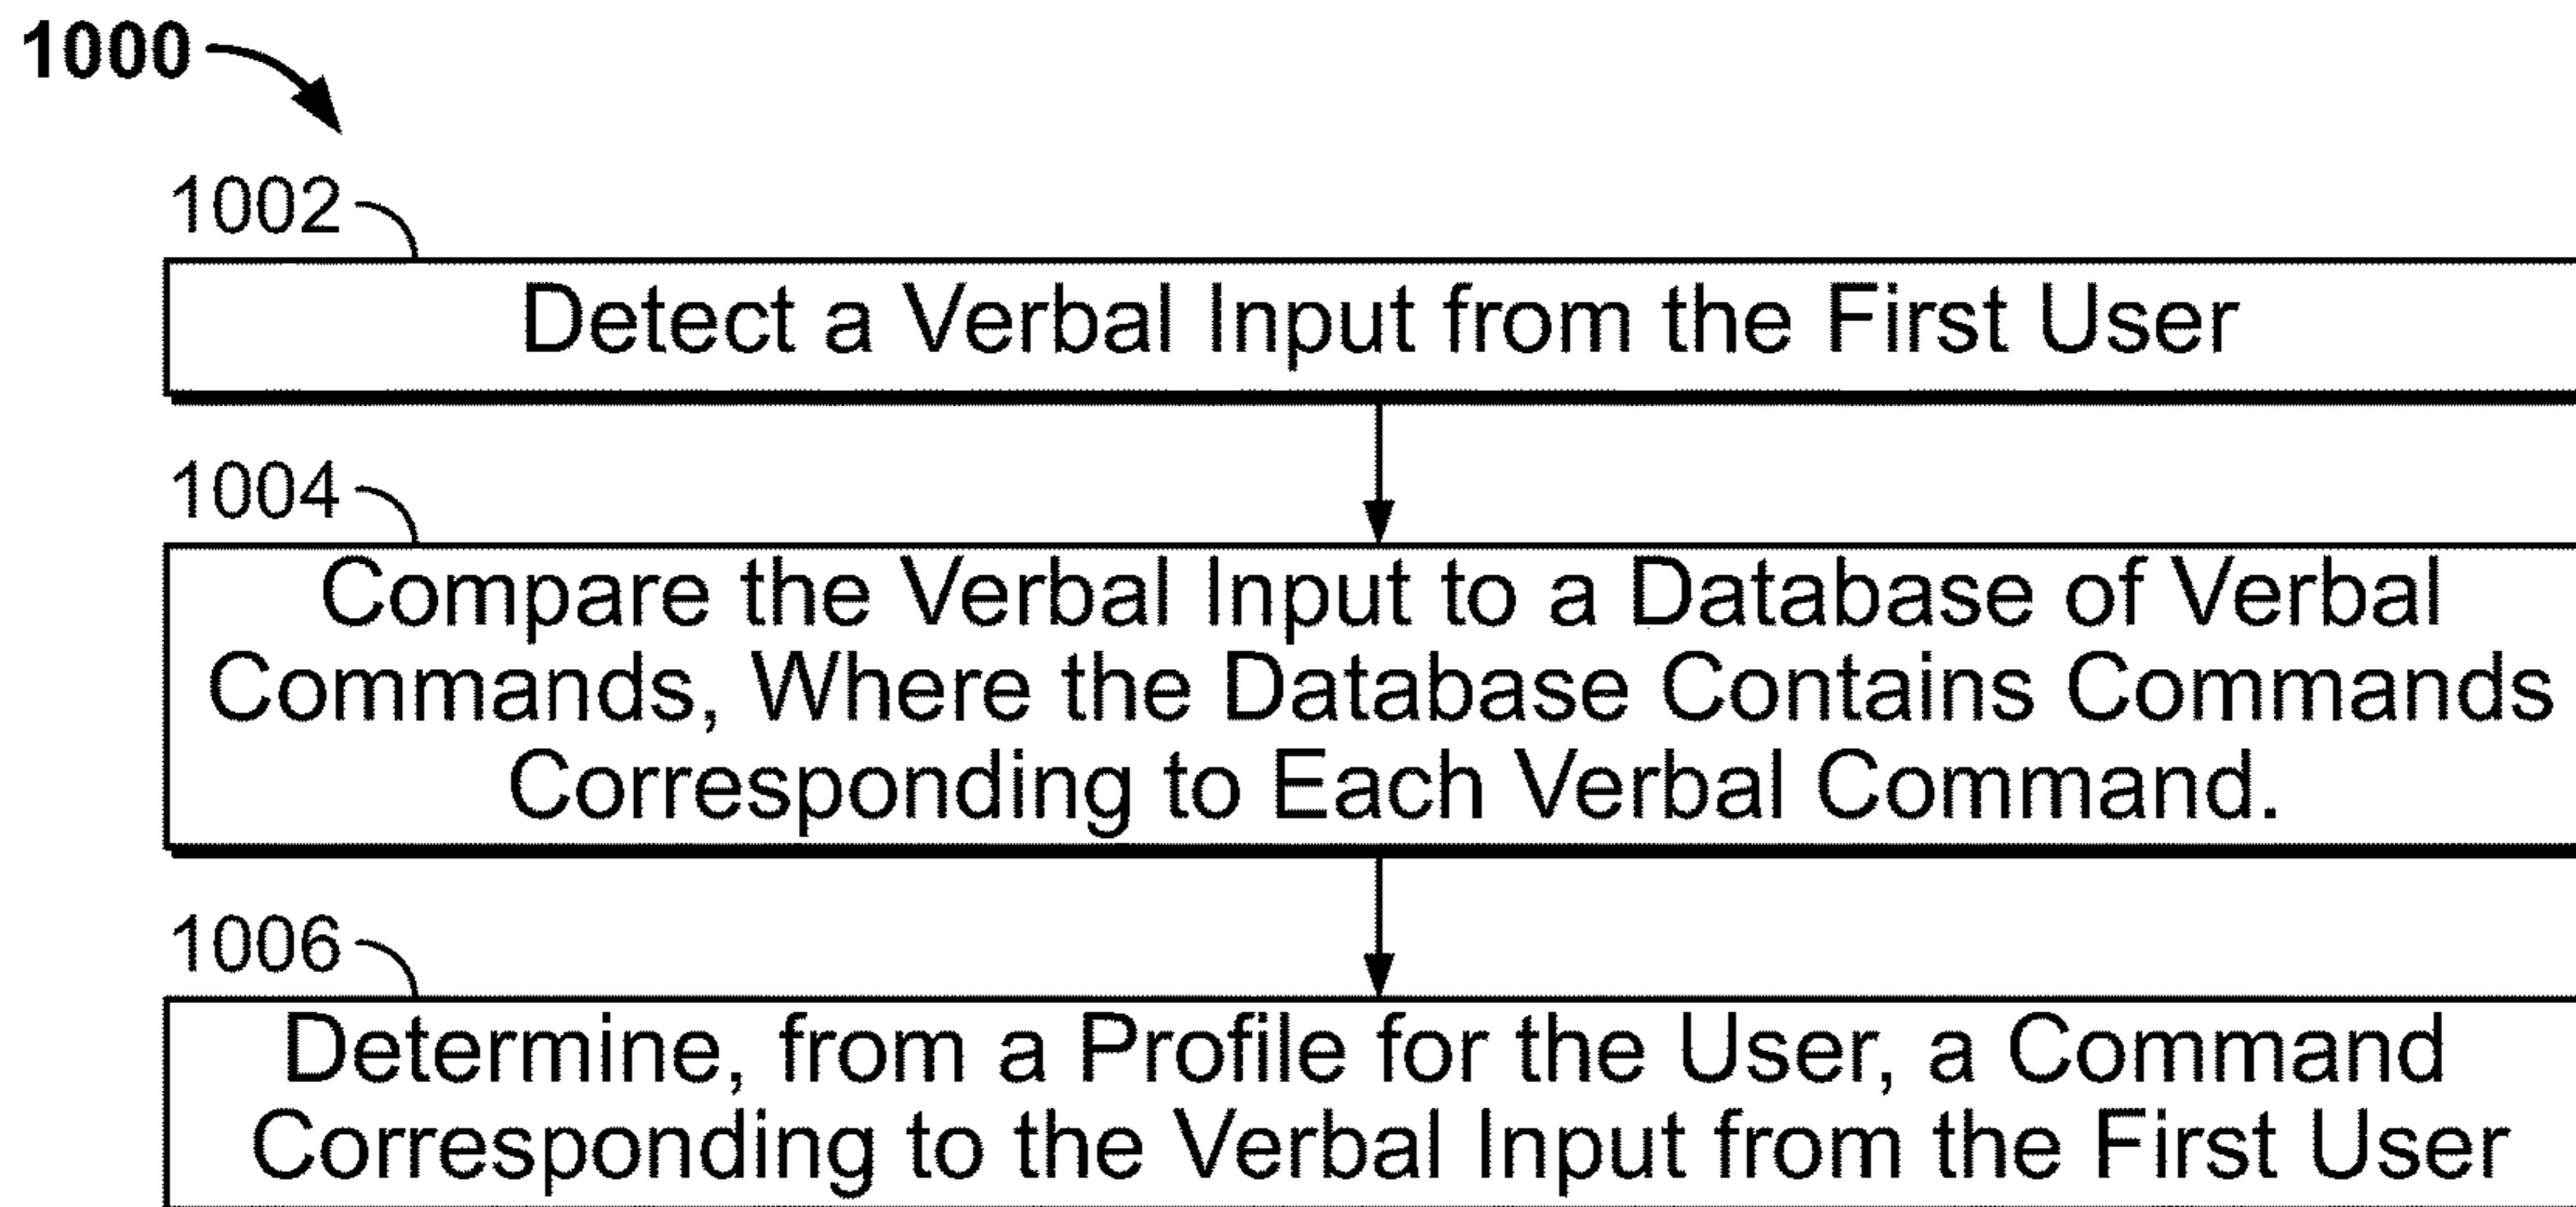 1000
1002
Detect a Verbal Input from the First User
1004
Compare the Verbal Input to a Database of Verbal
Commands, Where the Database Contains Commands
Corresponding to Each Verbal Command.
1006
Determine, from a Profile for the User, a Command
Corresponding to the Verbal Input from the First User